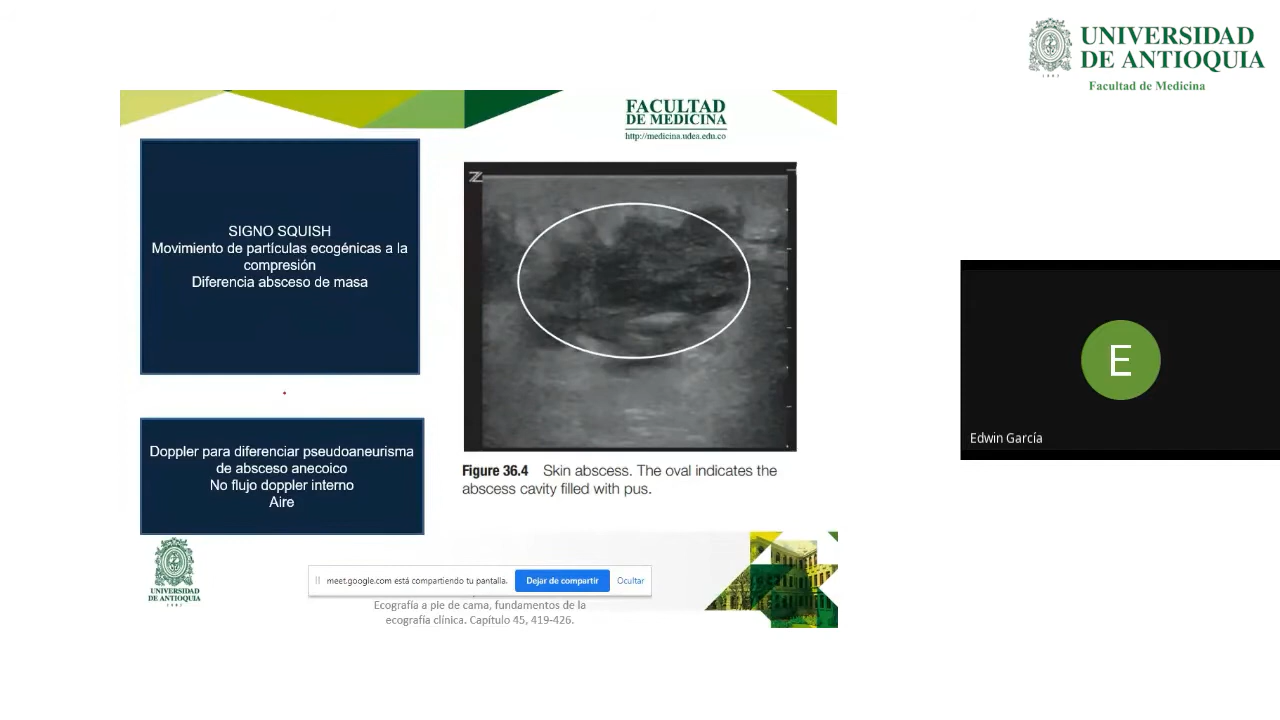 UNIVERSIDAD
DE ANTIOQUIA
1803
Facultad de Medicina
FACULTAD
DE MEDICINA
http://medicina.udea.edu.co
SIGNO SQUISH
Movimiento de partículas ecogénicas a la
compresión
Diferencia absceso de masa
Z
Figure 36.4 Skin abscess. The oval indicates the
abscess cavity filled with pus.
Doppler para diferenciar pseudoaneurisma
de absceso anecoico
No flujo doppler interno
Aire
E
Edwin García
UNIVERSIDAD
DE ANTIOQUIA
1803
meet.google.com está compartiendo tu pantalla.
Dejar de compartir
Ocultar
Ecografía a pie de cama, fundamentos de la
ecografía clínica. Capítulo 45, 419-426.